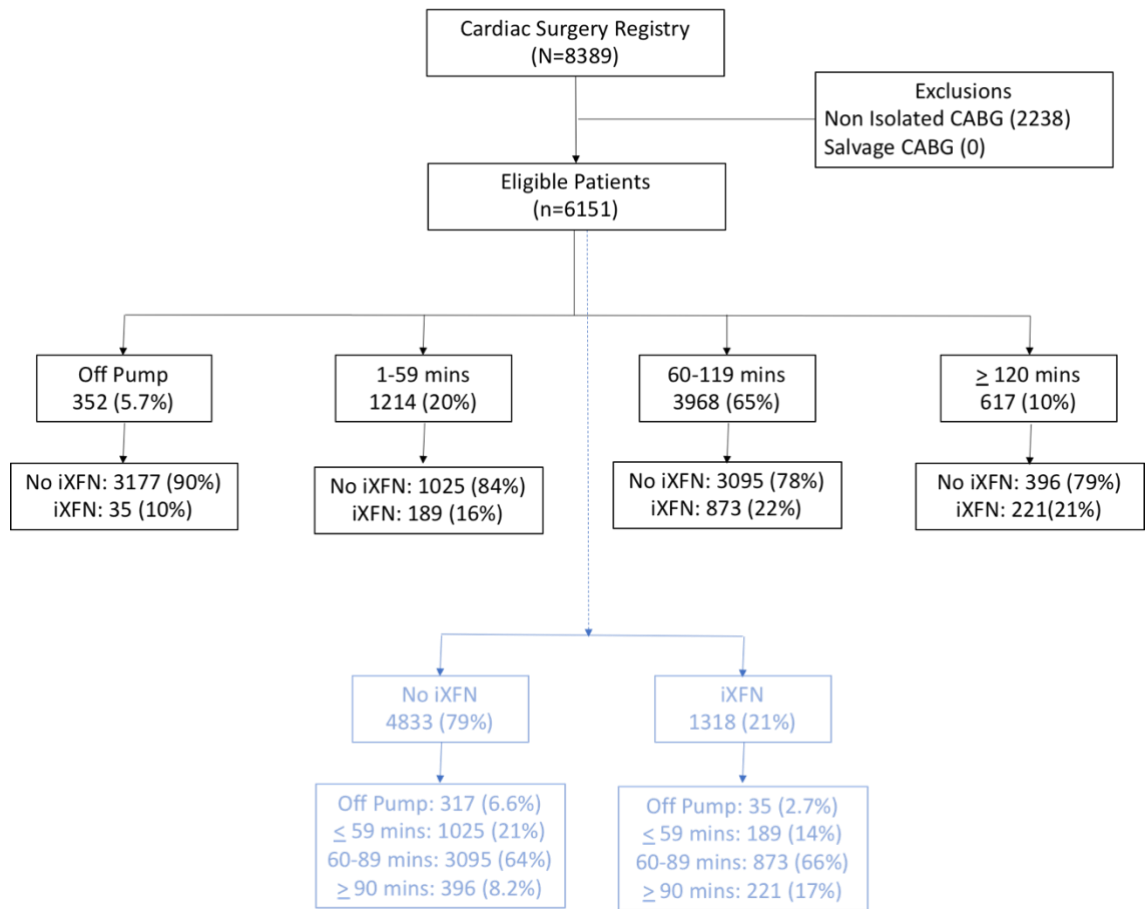 Cardiac Surgery Registry
(N=8389)
Exclusions
Non Isolated CABG (2238)
Salvage CABG (0)
Eligible Patients
(n=6151)
Off Pump
352 (5.7%)
1-59 mins
1214 (20%)
60-119 mins
3968 (65%)
≥ 120 mins
617 (10%)
No iXFN: 3177 (90%)
iXFN: 35 (10%)
No iXFN: 1025 (84%)
iXFN: 189 (16%)
No iXFN: 3095 (78%)
iXFN: 873 (22%)
No iXFN: 396 (79%)
iXFN: 221(21%)
No iXFN
4833 (79%)
iXFN
1318 (21%)
Off Pump: 317 (6.6%)
≤ 59 mins: 1025 (21%)
60-89 mins: 3095 (64%)
≥ 90 mins: 396 (8.2%)
Off Pump: 35 (2.7%)
≤ 59 mins: 189 (14%)
60-89 mins: 873 (66%)
≥ 90 mins: 221 (17%)